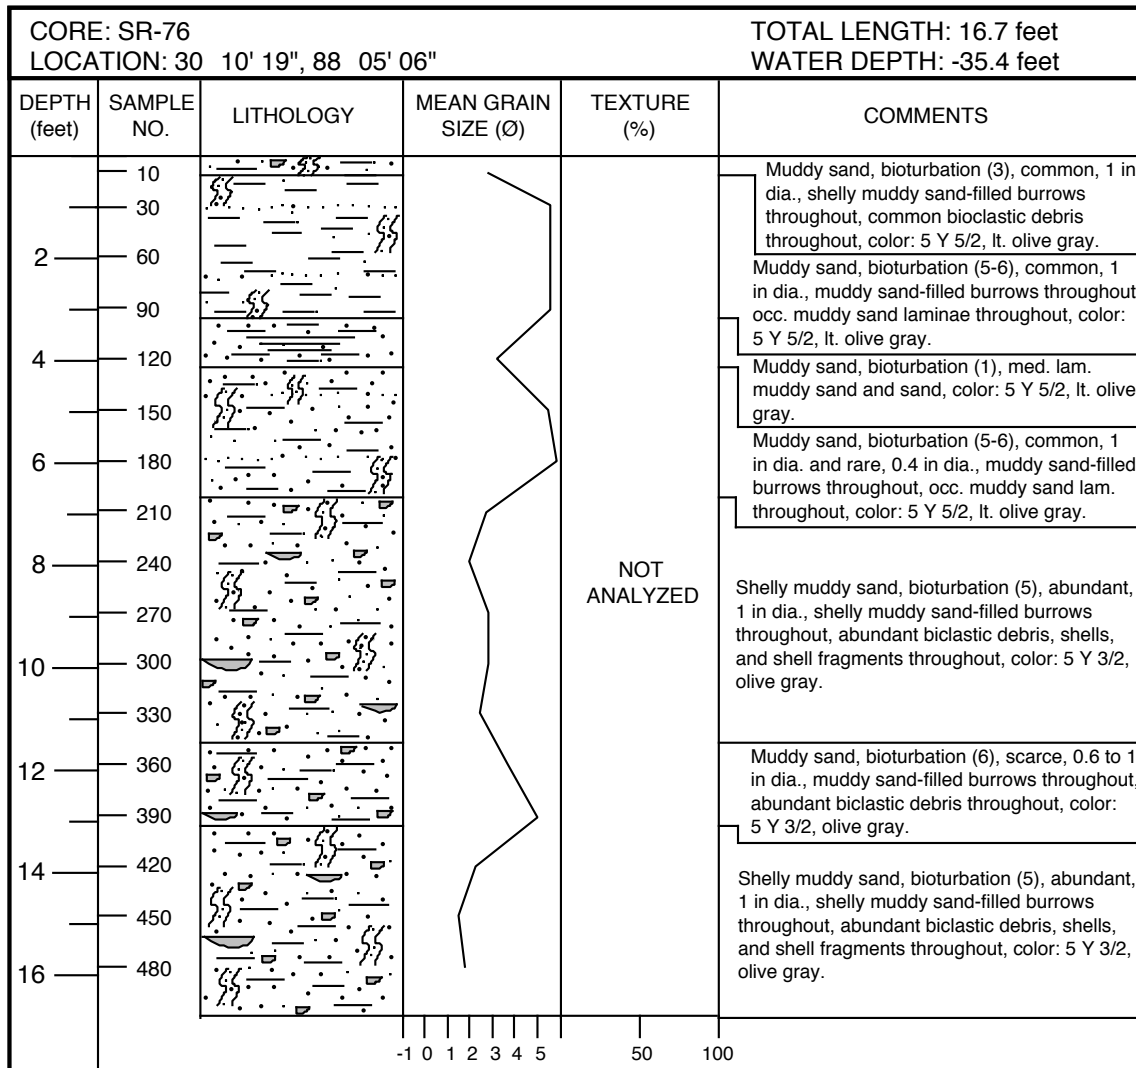 CORE: SR-76
TOTAL LENGTH: 16.7 feet
LOCATION: 30 10' 19", 88 05' 06"
WATER DEPTH: -35.4 feet
DEPTH
(feet)
SAMPLE
NO.
LITHOLOGY
MEAN GRAIN
SIZE (Ø)
TEXTURE
(%)
COMMENTS
10
30
2
60
90
4
120
150
6
180
210
8
240
270
10
300
330
12
360
390
14
420
450
16
480
-1 0 1 2 3 4 5
NOT
ANALYZED
50
100
Muddy sand, bioturbation (3), common, 1 in
dia., shelly muddy sand-filled burrows
throughout, common bioclastic debris
throughout, color: 5 Y 5/2, lt. olive gray.
Muddy sand, bioturbation (5-6), common, 1
in dia., muddy sand-filled burrows throughout
occ. muddy sand laminae throughout, color:
5 Y 5/2, lt. olive gray.
Muddy sand, bioturbation (1), med. lam.
muddy sand and sand, color: 5 Y 5/2, lt. olive
gray.
Muddy sand, bioturbation (5-6), common, 1
in dia. and rare, 0.4 in dia., muddy sand-filled
burrows throughout, occ. muddy sand lam.
throughout, color: 5 Y 5/2, lt. olive gray.
Shelly muddy sand, bioturbation (5), abundant,
1 in dia., shelly muddy sand-filled burrows
throughout, abundant biclastic debris, shells,
and shell fragments throughout, color: 5 Y 3/2,
olive gray.
Muddy sand, bioturbation (6), scarce, 0.6 to 1
in dia., muddy sand-filled burrows throughout,
abundant biclastic debris throughout, color:
5 Y 3/2, olive gray.
Shelly muddy sand, bioturbation (5), abundant,
1 in dia., shelly muddy sand-filled burrows
throughout, abundant biclastic debris, shells,
and shell fragments throughout, color: 5 Y 3/2,
olive gray.